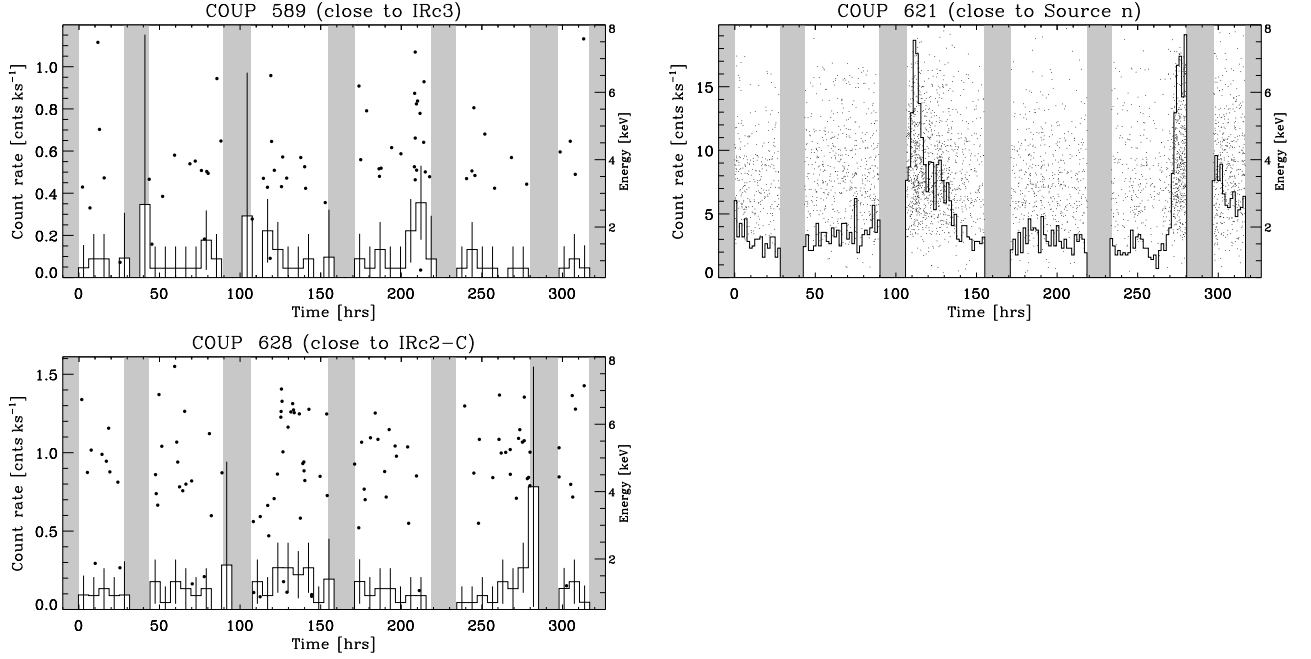 COUP 589 (close to IRc3)
Count rate [cnts ks⁻¹]
1.0
0.8
0.6
0.4
0.2
0.0
8
6
4
2
Energy [keV]
0 50 100 150 200 250 300
Time [hrs]
COUP 621 (close to Source n)
Count rate [cnts ks⁻¹]
15
10
5
0
8
6
4
2
Energy [keV]
0 50 100 150 200 250 300
Time [hrs]
COUP 628 (close to IRc2-C)
Count rate [cnts ks⁻¹]
1.5
1.0
0.5
0.0
8
6
4
2
Energy [keV]
0 50 100 150 200 250 300
Time [hrs]